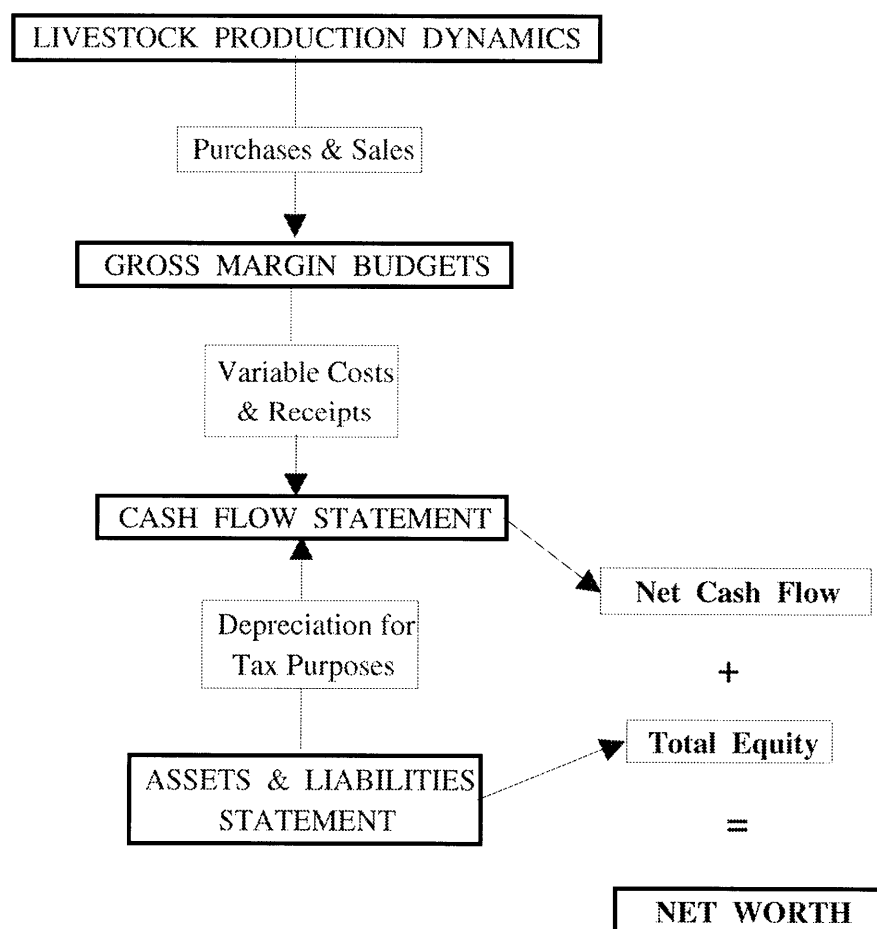 LIVESTOCK PRODUCTION DYNAMICS
Purchases & Sales
GROSS MARGIN BUDGETS
Variable Costs
& Receipts
CASH FLOW STATEMENT
Net Cash Flow
Depreciation for
Tax Purposes
+
Total Equity
ASSETS & LIABILITIES
STATEMENT
=
NET WORTH